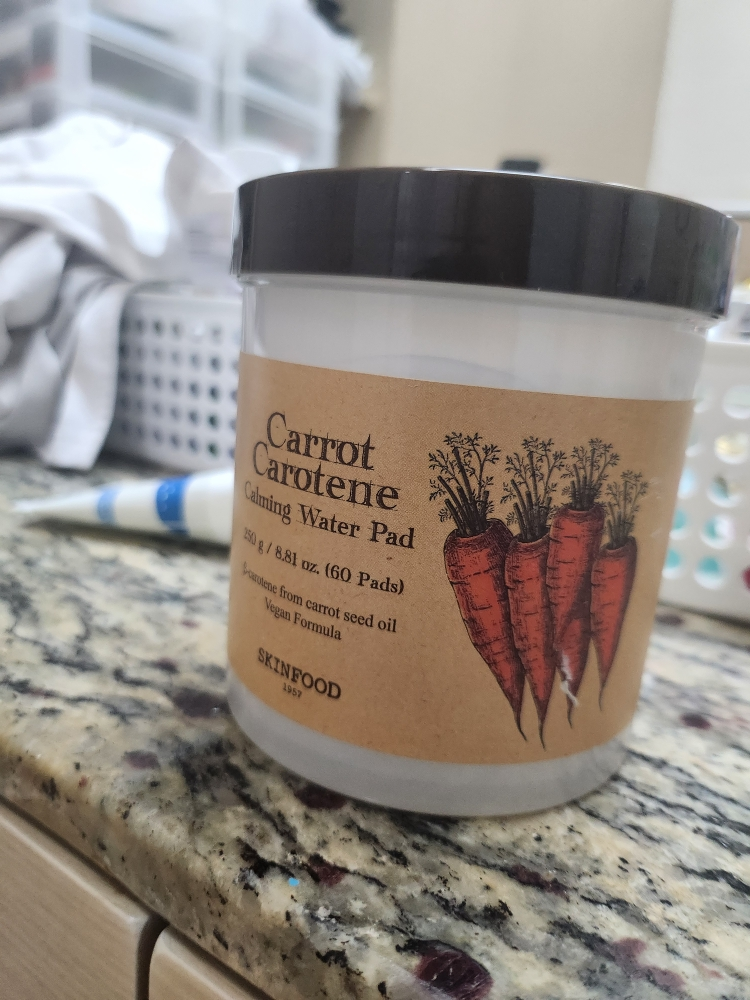 Carrot
Carotene
Calming Water Pad
250 g / 8.81 oz. (60 Pads)
β-carotene from carrot seed oil
Vegan Formula
SKINFOOD
1957